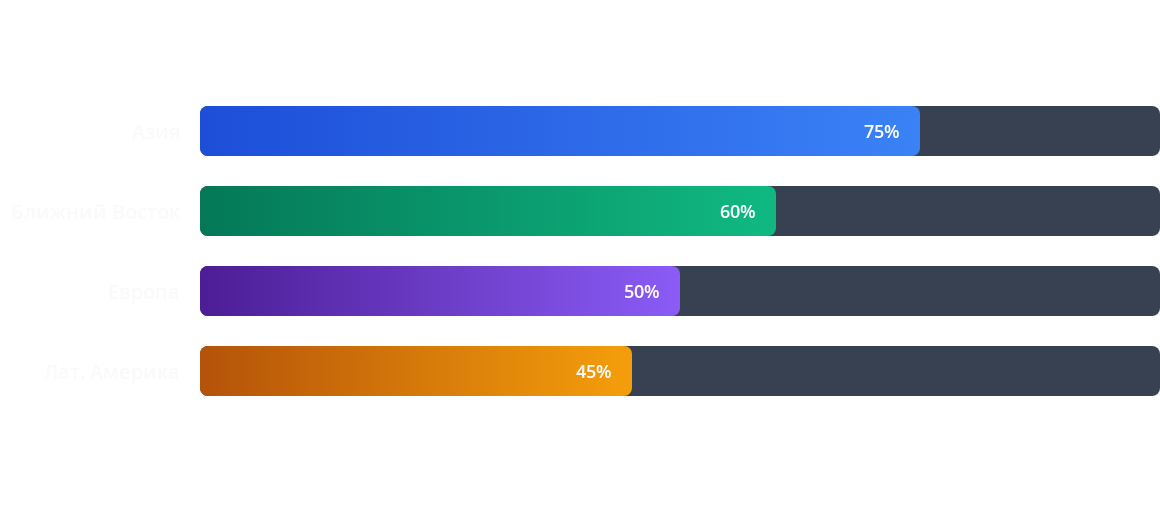 Азия 75%
Ближний Восток 60%
Европа 50%
Лат. Америка 45%